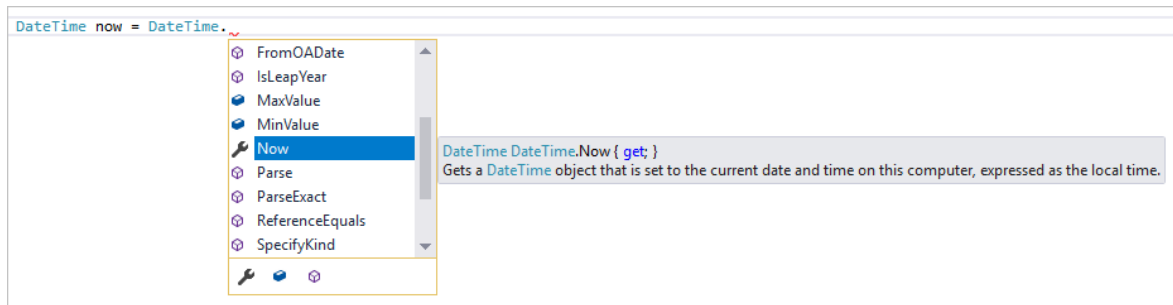 DateTime now = DateTime.
FromOADate
IsLeapYear
MaxValue
MinValue
Now
Parse
ParseExact
ReferenceEquals
SpecifyKind
DateTime DateTime.Now { get; }
Gets a DateTime object that is set to the current date and time on this computer, expressed as the local time.